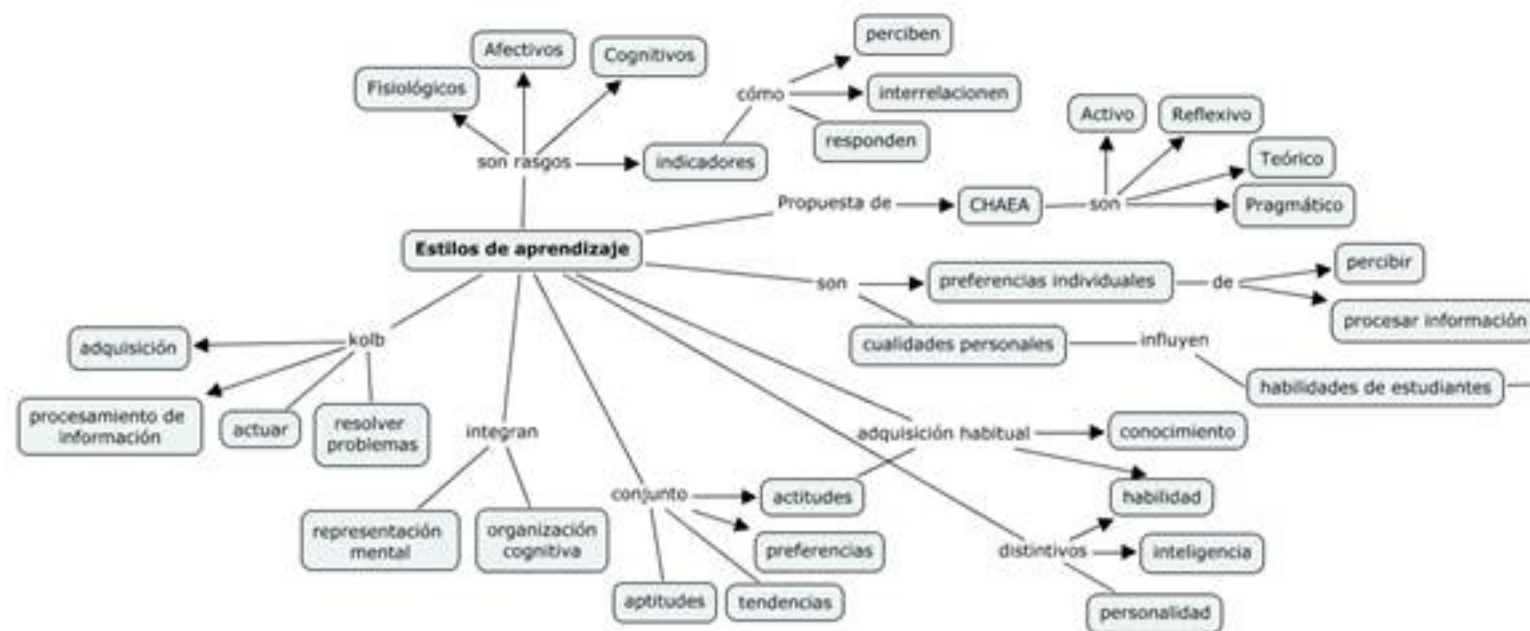 Afectivos
Cognitivos
Fisiológicos
son rasgos
indicadores
cómo
perciben
interrelacionen
responden
Activo
Reflexivo
Teórico
Pragmático
Propuesta de
CHAEA
son
Estilos de aprendizaje
son
preferencias individuales
de
percibir
procesar información
cualidades personales
influyen
habilidades de estudiantes
kolb
adquisición
procesamiento de
información
actuar
resolver
problemas
integran
representación
mental
organización
cognitiva
conjunto
actitudes
preferencias
aptitudes
tendencias
adquisición habitual
conocimiento
habilidad
distintivos
inteligencia
personalidad